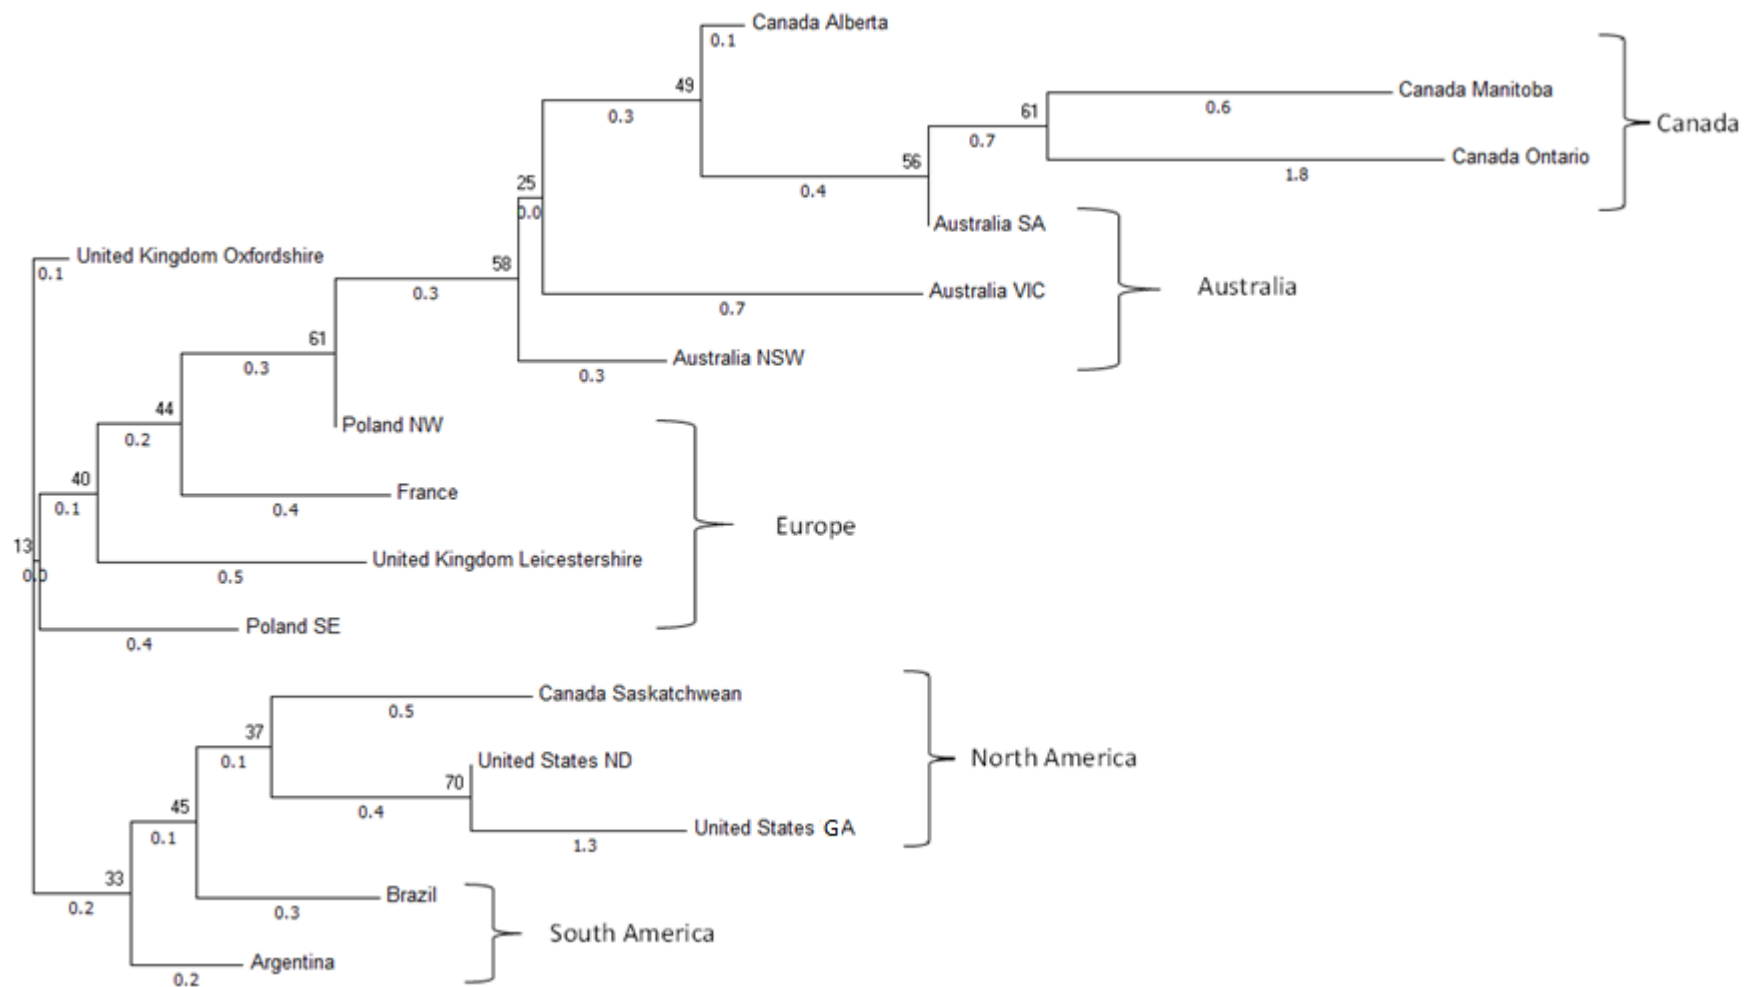 Canada Alberta
0.1
49
Canada Manitoba
0.3
0.6
61
Canada
0.7
56
Canada Ontario
1.8
25
0.4
0.0
Australia SA
United Kingdom Oxfordshire
0.1
58
0.3
Australia VIC
Australia
0.7
61
0.3
Australia NSW
0.3
44
0.2
Poland NW
40
0.1
France
0.4
Europe
13
0.0
United Kingdom Leicestershire
0.5
Poland SE
0.4
Canada Saskatchwean
0.5
37
0.1
United States ND
North America
70
0.4
45
0.1
United States GA
1.3
33
0.2
Brazil
0.3
South America
Argentina
0.2